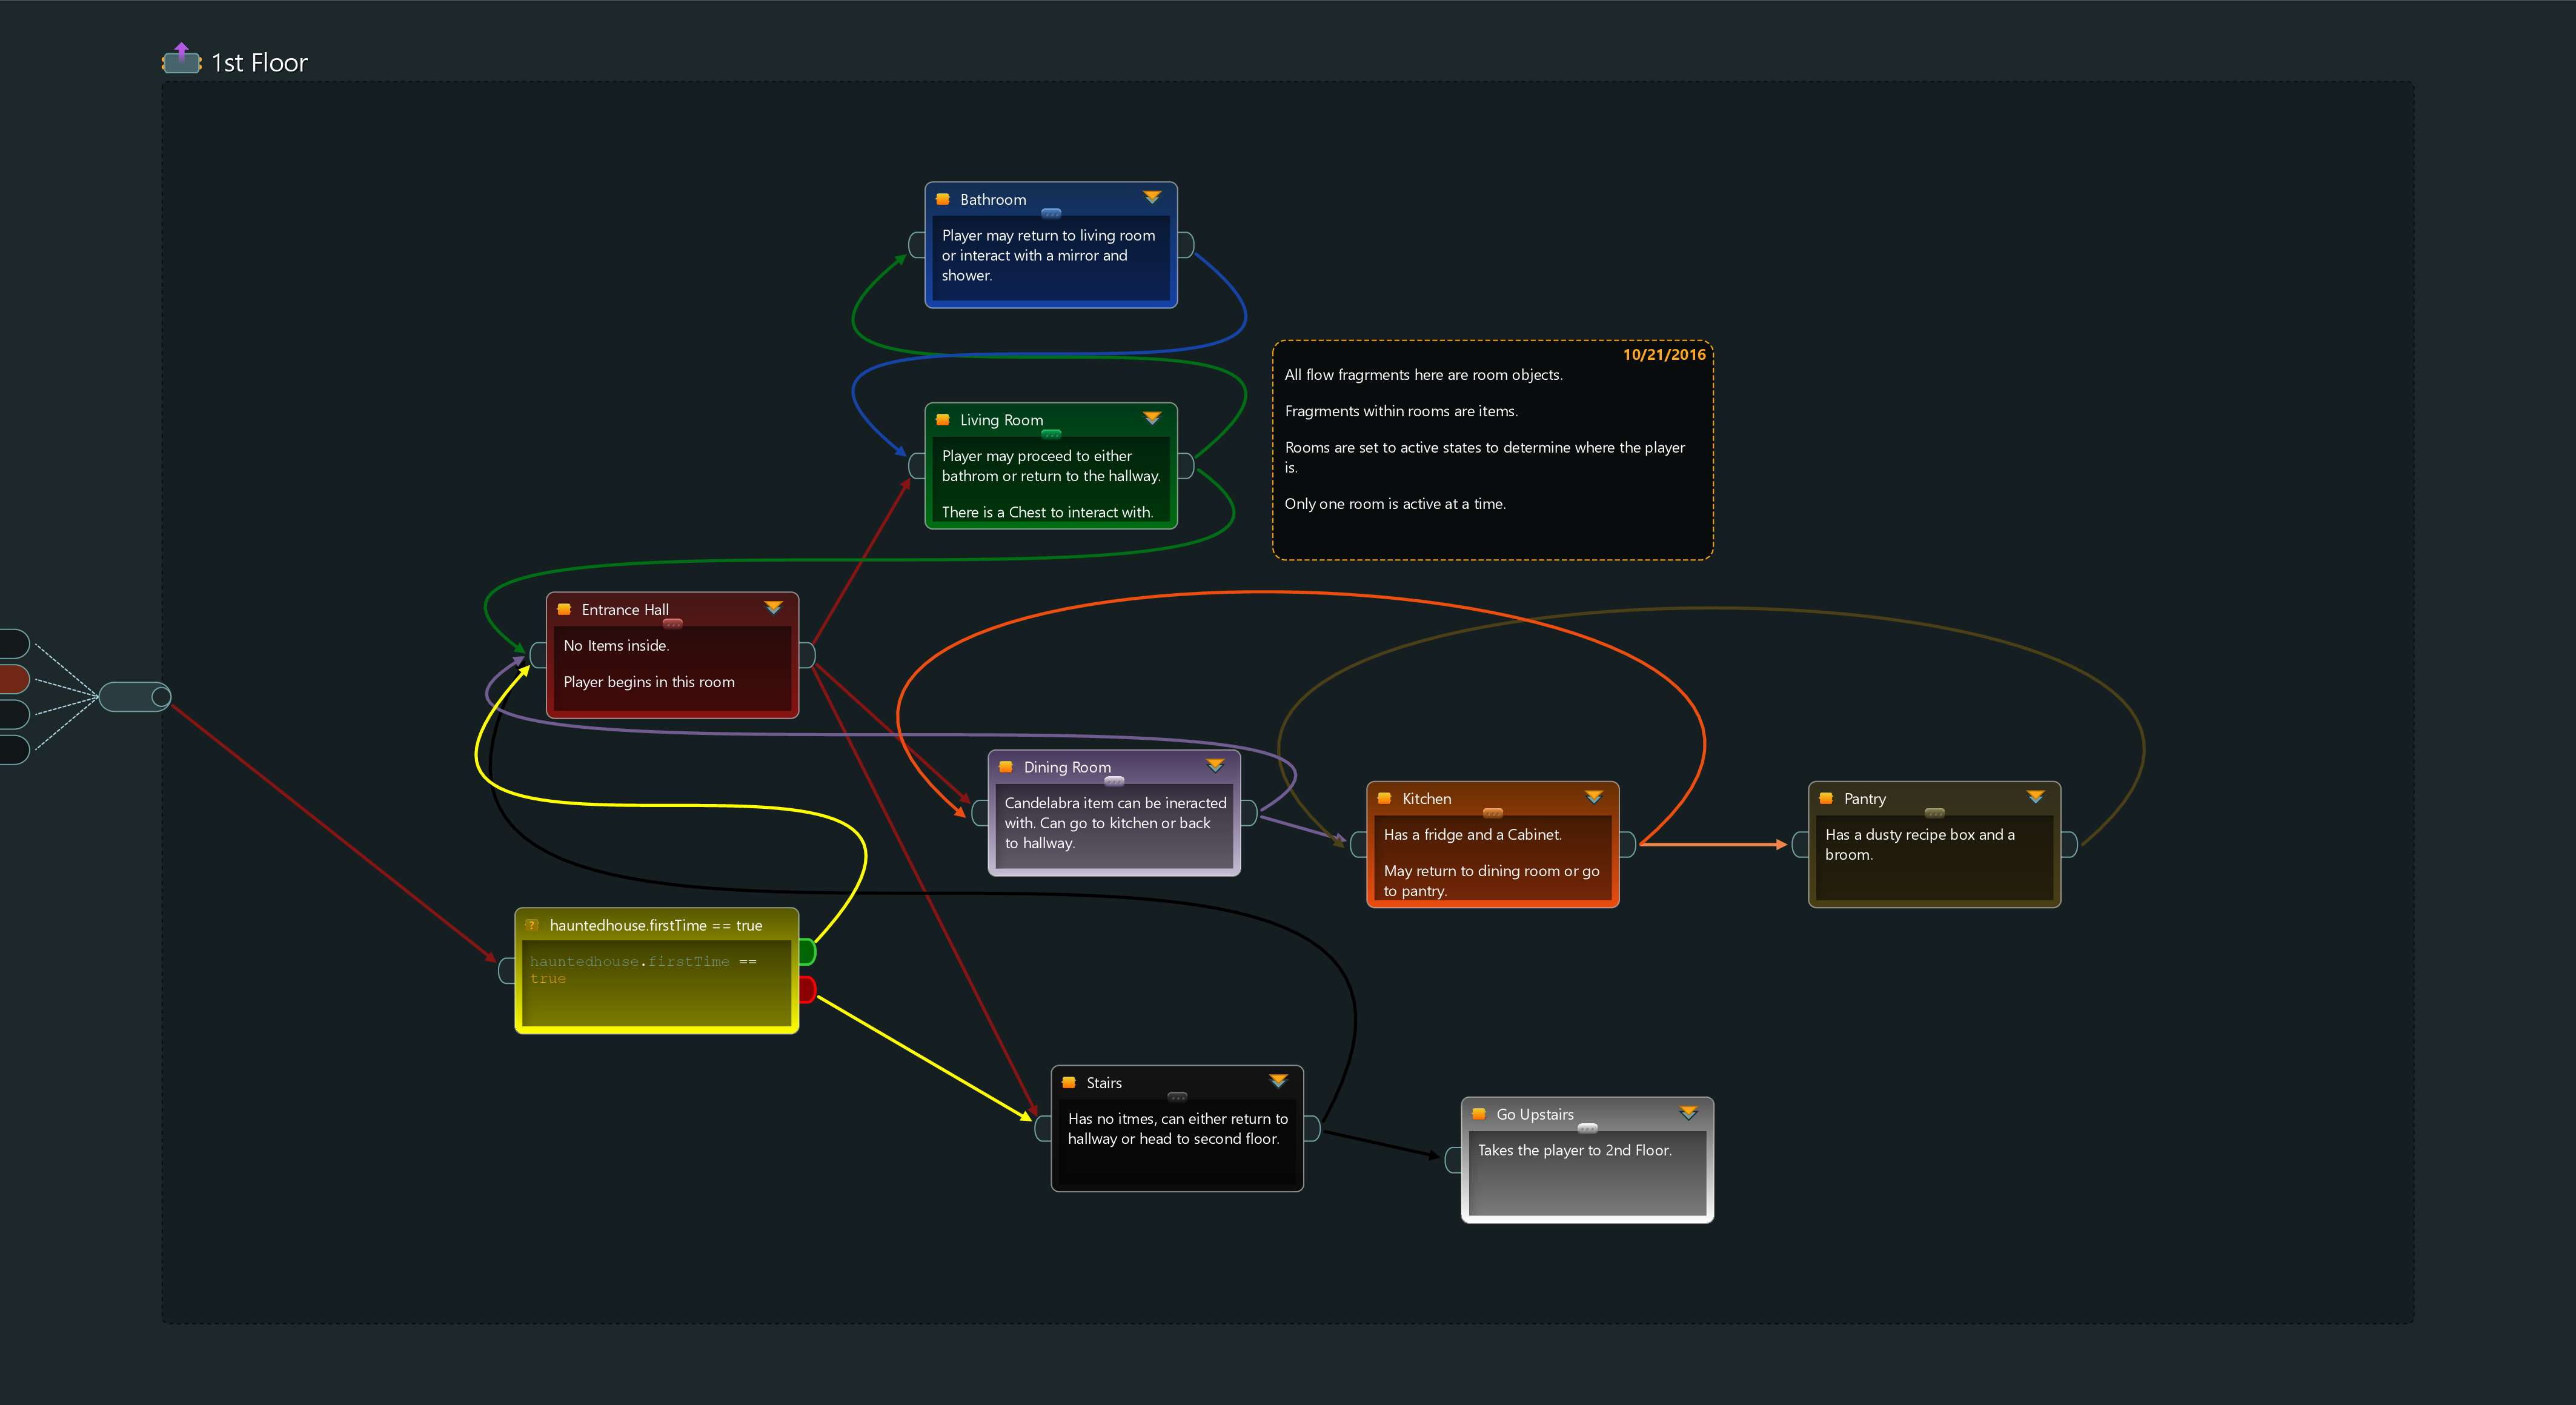 1st Floor
Bathroom
Player may return to living room
or interact with a mirror and
shower.
10/21/2016
All flow fragrments here are room objects.
Fragrments within rooms are items.
Rooms are set to active states to determine where the player
is.
Only one room is active at a time.
Living Room
Player may proceed to either
bathrom or return to the hallway.
There is a Chest to interact with.
Entrance Hall
No Items inside.
Player begins in this room
Dining Room
Candelabra item can be ineracted
with. Can go to kitchen or back
to hallway.
Kitchen
Has a fridge and a Cabinet.
May return to dining room or go
to pantry.
Pantry
Has a dusty recipe box and a
broom.
hauntedhouse.firstTime == true
hauntedhouse.firstTime ==
true
Stairs
Has no itmes, can either return to
hallway or head to second floor.
Go Upstairs
Takes the player to 2nd Floor.